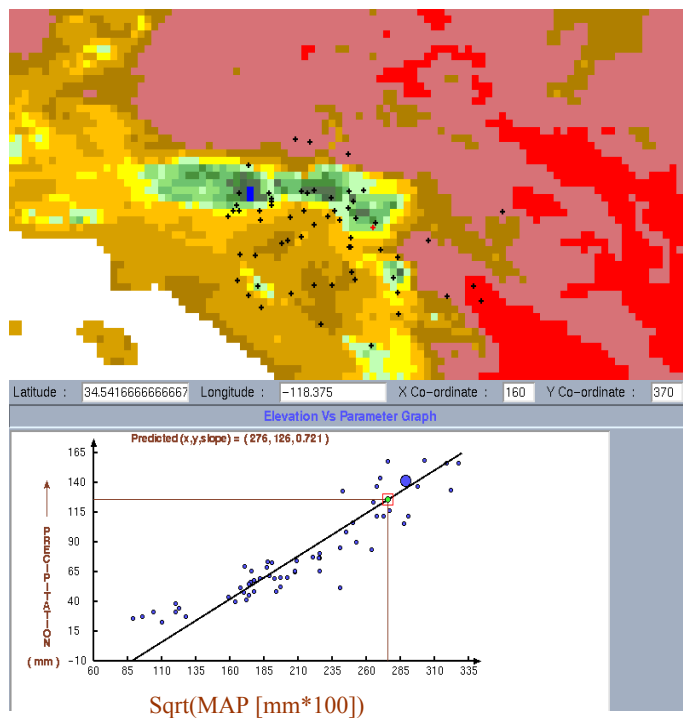 Latitude : 34.5416666666667 Longitude : -118.375 X Co-ordinate : 160 Y Co-ordinate : 370
Elevation Vs Parameter Graph
Predicted (x,y,slope) = ( 276, 126, 0.721 )
165
140
115
90
65
40
15
-10
PRECIPITATION
( mm )
60 85 110 135 160 185 210 235 260 285 310 335
Sqrt(MAP [mm*100])